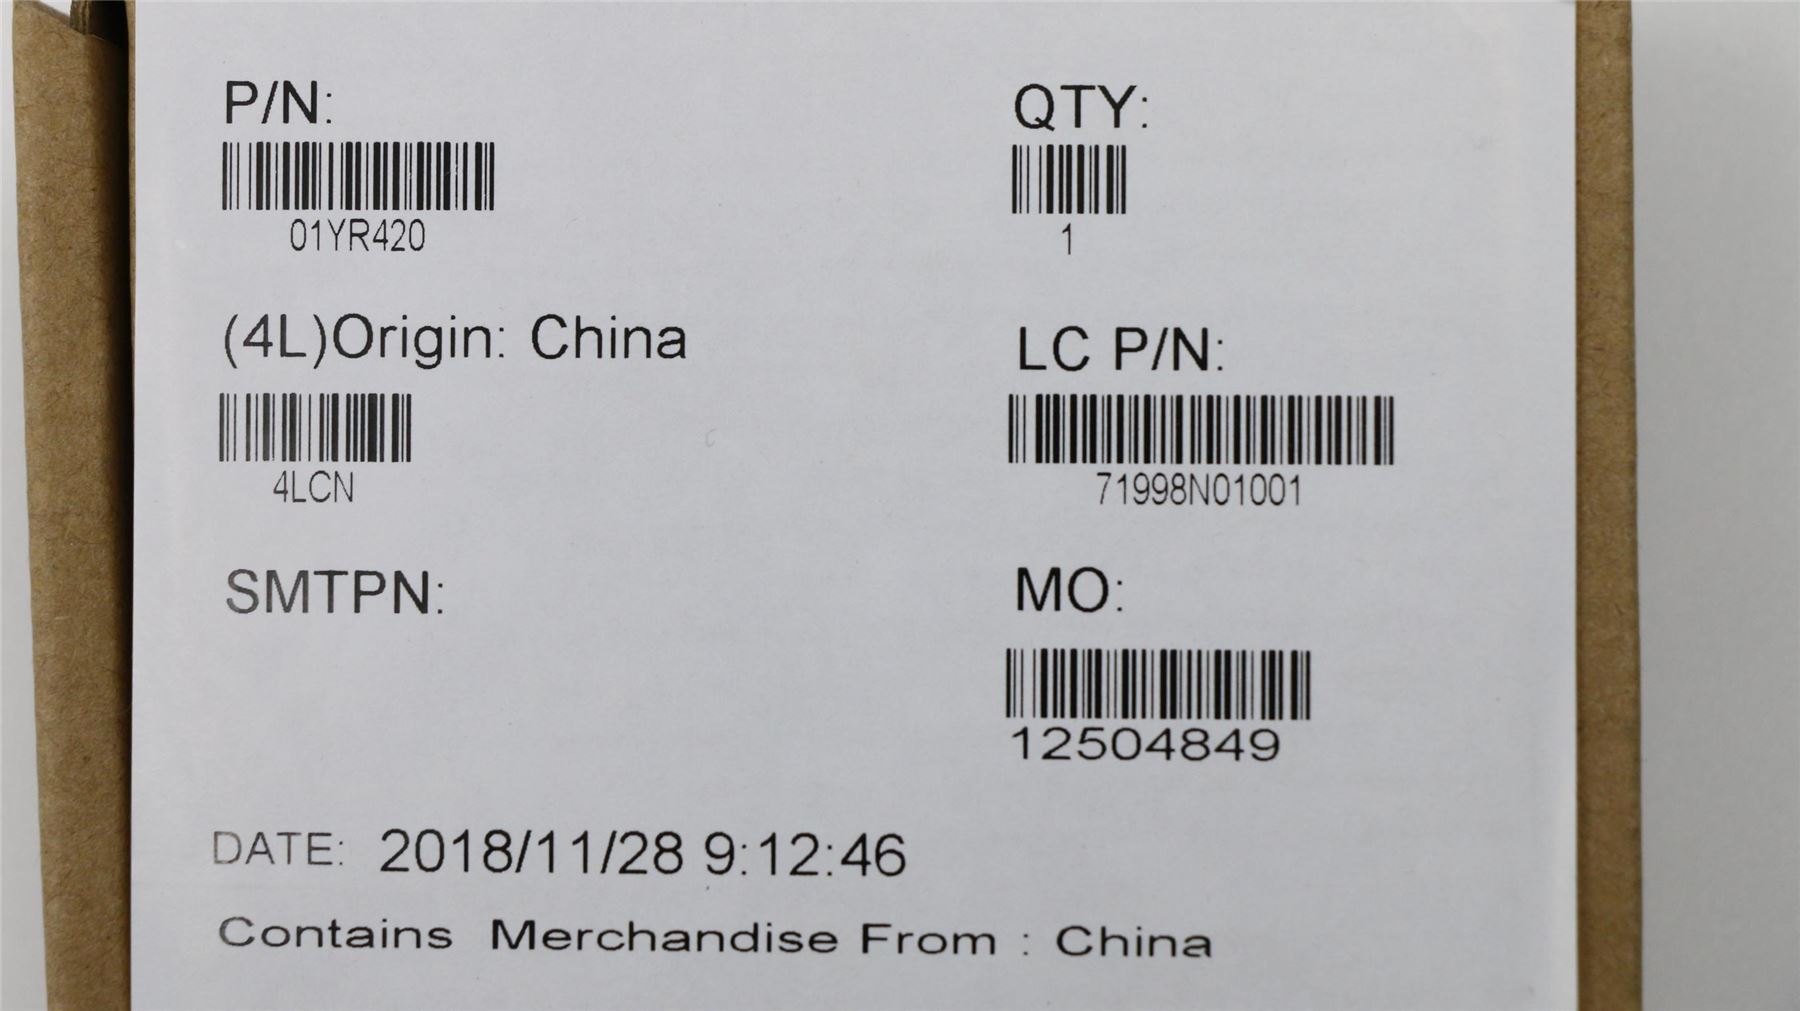 P/N:
QTY:
01YR420
1
(4L)Origin: China
LC P/N:
4LCN
71998N01001
SMTPN:
MO:
12504849
DATE: 2018/11/28 9:12:46
Contains Merchandise From : China